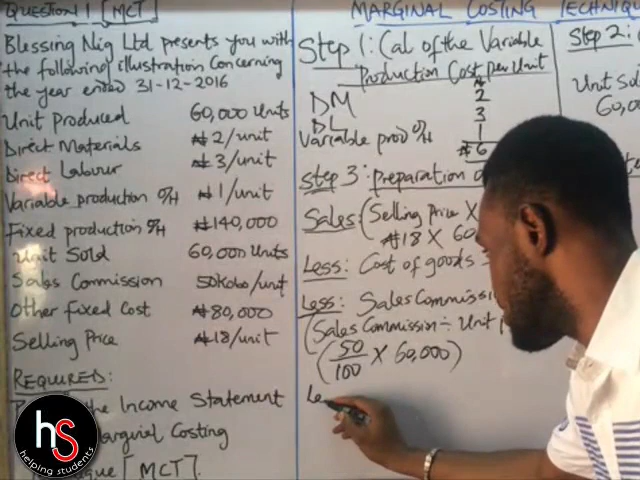 QUESTION 1 [MCT]
Blessing Nig Ltd presents you with
the following illustration concerning
the year ended 31-12-2016
Unit Produced 60,000 Units
Direct Materials ₦2/unit
Direct Labour ₦3/unit
Variable production O/H ₦1/unit
Fixed production O/H ₦140,000
Unit Sold 60,000 Units
Sales Commission 50kobo/unit
Other Fixed Cost ₦80,000
Selling Price ₦18/unit
REQUIRED:
the Income Statement
Marginal Costing
[MCT].
MARGINAL COSTING TECHNIQUE
Step 1: Cal of the Variable
Production Cost per Unit
₦
DM 2
DL 3
Variable prod O/H 1
₦6
Step 3: preparation
Sales: (Selling Price X
₦18 X 60
Less: Cost of goods
Less: Sales Commission
(Sales Commission ÷ Unit
(50/100 X 60,000)
Le
Step 2:
Unit Sol
60,0
hs
helping students